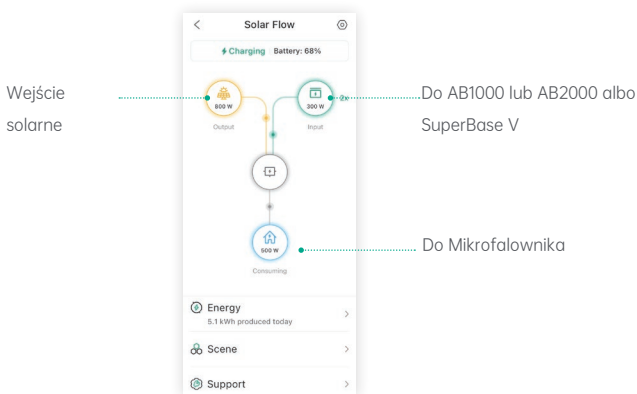 Solar Flow
Charging Battery: 68%
Wejście
solarne
800 W
Output
300 W
2x
Input
Do AB1000 lub AB2000 albo
SuperBase V
500 W
Consuming
Do Mikrofalownika
Energy
5.1 kWh produced today
Scene
Support